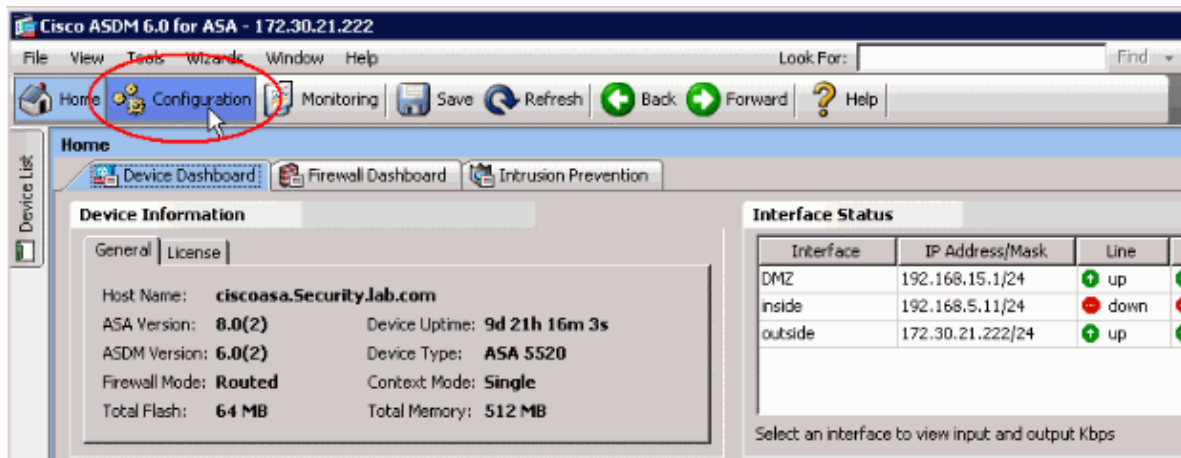 Cisco ASDM 6.0 for ASA - 172.30.21.222
File View Tools Wizards Window Help Look For: Find
Home Configuration Monitoring Save Refresh Back Forward Help
Device List
Home
Device Dashboard Firewall Dashboard Intrusion Prevention
Device Information
General License
Host Name: ciscoasa.Security.lab.com
ASA Version: 8.0(2) Device Uptime: 9d 21h 16m 3s
ASDM Version: 6.0(2) Device Type: ASA 5520
Firewall Mode: Routed Context Mode: Single
Total Flash: 64 MB Total Memory: 512 MB
Interface Status
Interface IP Address/Mask Line
DMZ 192.168.15.1/24 up
inside 192.168.5.11/24 down
outside 172.30.21.222/24 up
Select an interface to view input and output Kbps